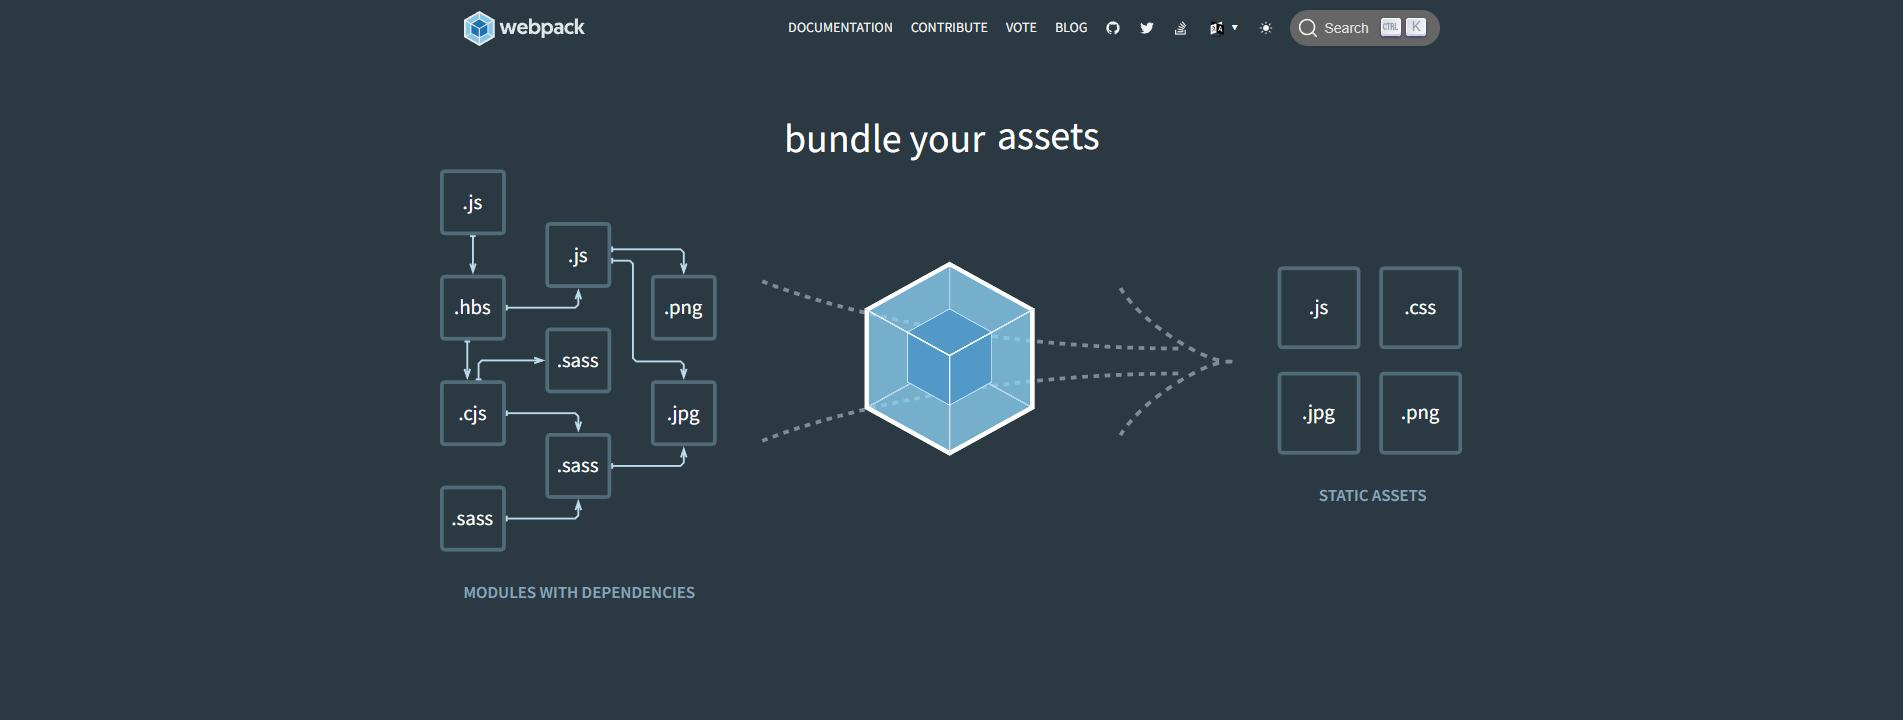 webpack
DOCUMENTATION CONTRIBUTE VOTE BLOG Search CTRL K
bundle your assets
.js
.js
.hbs
.png
.sass
.cjs
.jpg
.sass
.sass
MODULES WITH DEPENDENCIES
.js .css
.jpg .png
STATIC ASSETS